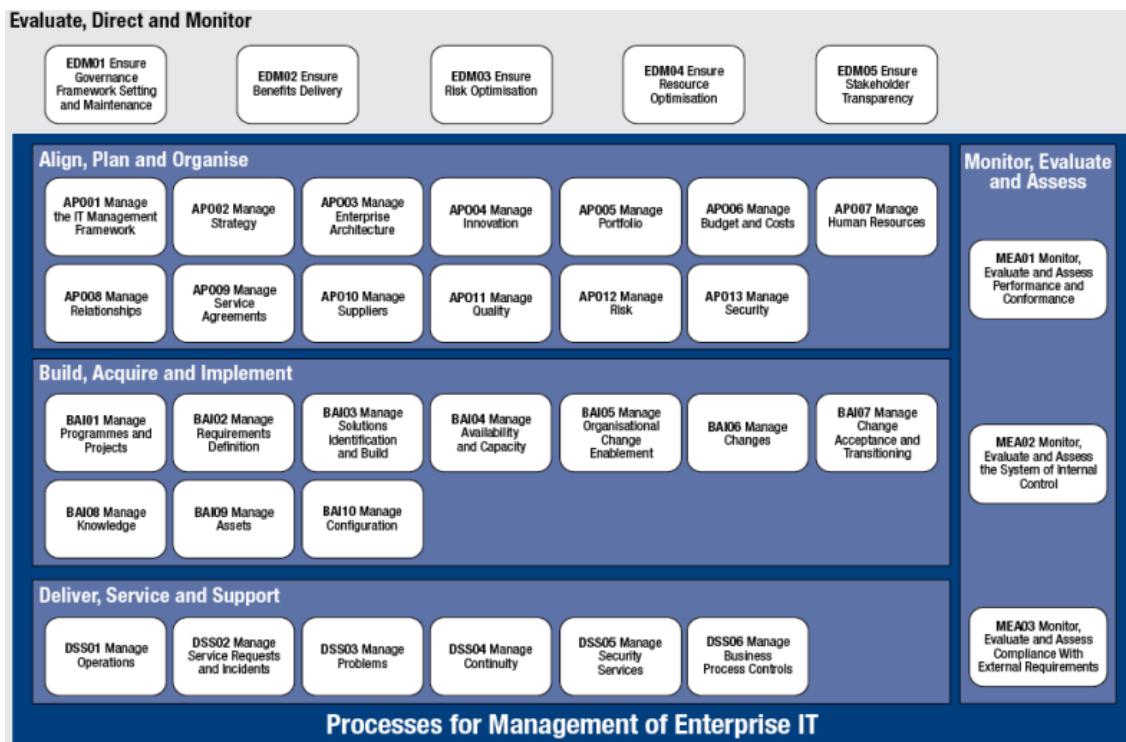 Evaluate, Direct and Monitor
EDM01 Ensure
Governance
Framework Setting
and Maintenance
EDM02 Ensure
Benefits Delivery
EDM03 Ensure
Risk Optimisation
EDM04 Ensure
Resource
Optimisation
EDM05 Ensure
Stakeholder
Transparency
Align, Plan and Organise
APO01 Manage
the IT Management
Framework
APO02 Manage
Strategy
APO03 Manage
Enterprise
Architecture
APO04 Manage
Innovation
APO05 Manage
Portfolio
APO06 Manage
Budget and Costs
APO07 Manage
Human Resources
APO08 Manage
Relationships
APO09 Manage
Service
Agreements
APO10 Manage
Suppliers
APO11 Manage
Quality
APO12 Manage
Risk
APO13 Manage
Security
Build, Acquire and Implement
BAI01 Manage
Programmes and
Projects
BAI02 Manage
Requirements
Definition
BAI03 Manage
Solutions
Identification
and Build
BAI04 Manage
Availability
and Capacity
BAI05 Manage
Organisational
Change
Enablement
BAI06 Manage
Changes
BAI07 Manage
Change
Acceptance and
Transitioning
BAI08 Manage
Knowledge
BAI09 Manage
Assets
BAI10 Manage
Configuration
Deliver, Service and Support
DSS01 Manage
Operations
DSS02 Manage
Service Requests
and Incidents
DSS03 Manage
Problems
DSS04 Manage
Continuity
DSS05 Manage
Security
Services
DSS06 Manage
Business
Process Controls
Monitor, Evaluate
and Assess
MEA01 Monitor,
Evaluate and Assess
Performance and
Conformance
MEA02 Monitor,
Evaluate and Assess
the System of Internal
Control
MEA03 Monitor,
Evaluate and Assess
Compliance With
External Requirements
Processes for Management of Enterprise IT